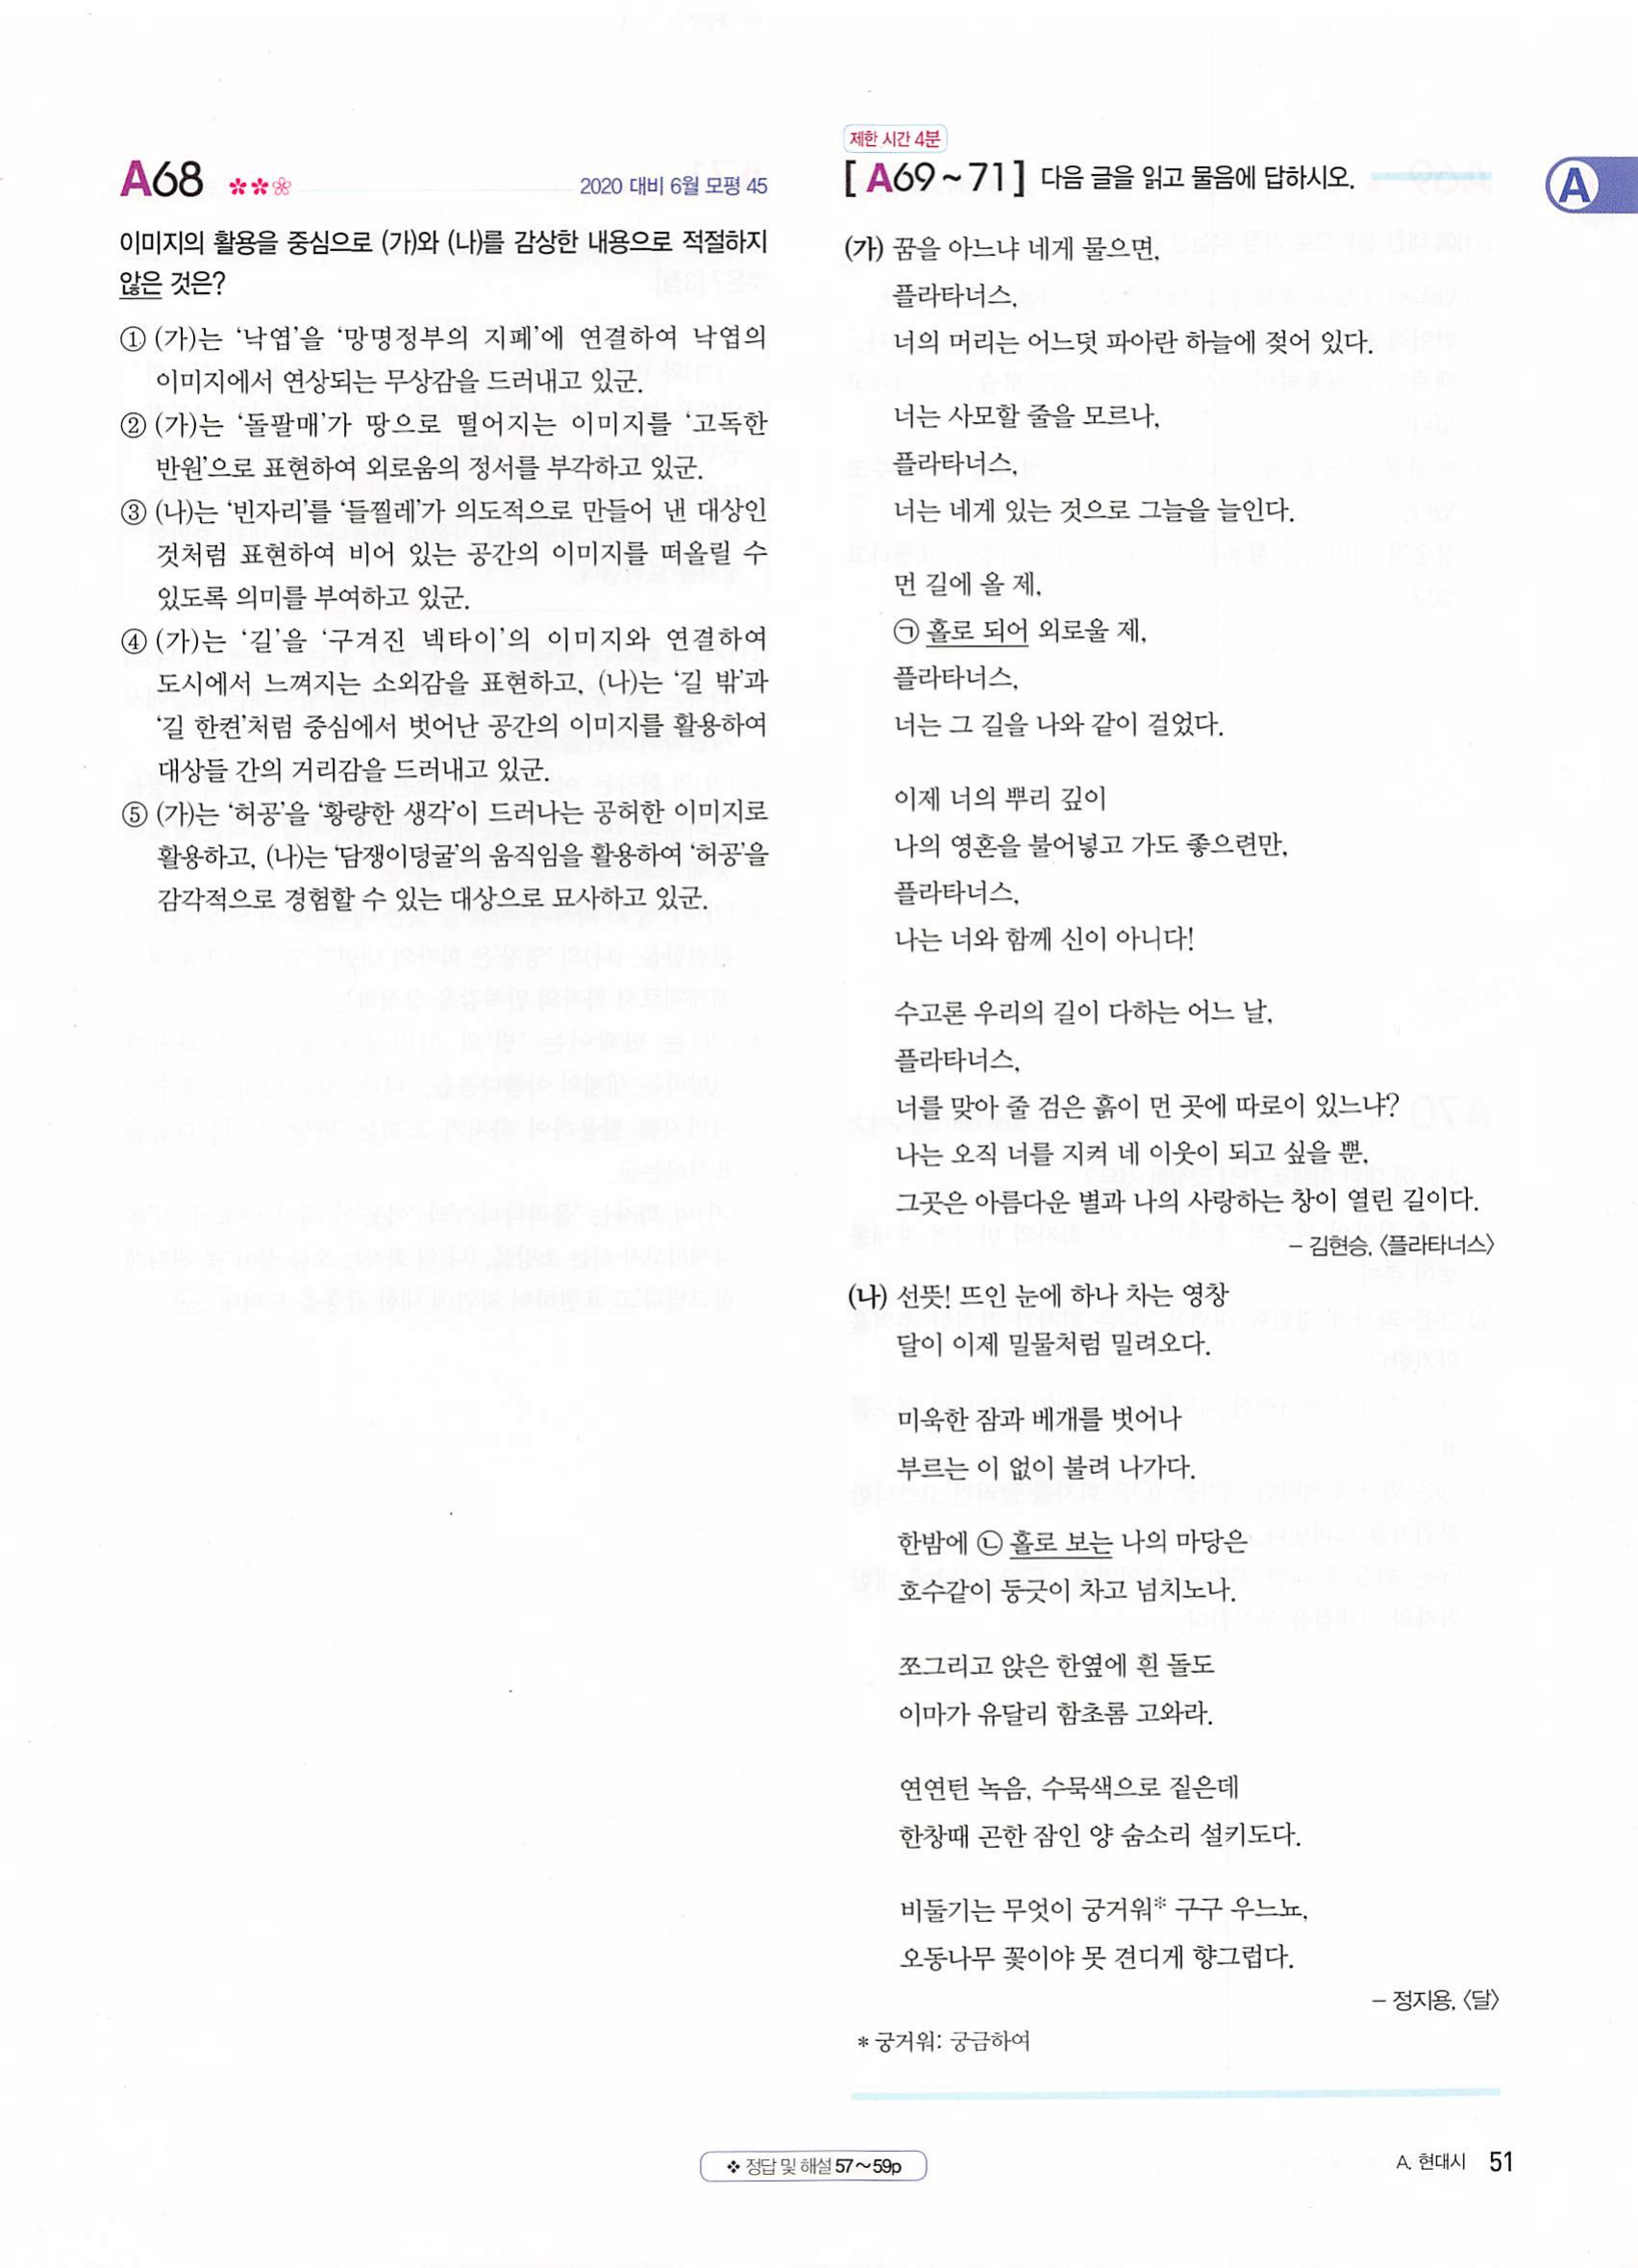 A68
2020 대비 6월 모평 45
이미지의 활용을 중심으로 (가)와 (나)를 감상한 내용으로 적절하지
않은 것은?
① (가)는 ‘낙엽’을 ‘망명정부의 지폐’에 연결하여 낙엽의
이미지에서 연상되는 무상감을 드러내고 있군.
② (가)는 ‘돌팔매’가 땅으로 떨어지는 이미지를 ‘고독한
반원’으로 표현하여 외로움의 정서를 부각하고 있군.
③ (나)는 ‘빈자리’를 ‘들찔레’가 의도적으로 만들어 낸 대상인
것처럼 표현하여 비어 있는 공간의 이미지를 떠올릴 수
있도록 의미를 부여하고 있군.
④ (가)는 ‘길’을 ‘구겨진 넥타이’의 이미지와 연결하여
도시에서 느껴지는 소외감을 표현하고, (나)는 ‘길 밖’과
‘길 한켠’처럼 중심에서 벗어난 공간의 이미지를 활용하여
대상들 간의 거리감을 드러내고 있군.
⑤ (가)는 ‘허공’을 ‘황량한 생각’이 드러나는 공허한 이미지로
활용하고, (나)는 ‘담쟁이덩굴’의 움직임을 활용하여 ‘허공’을
감각적으로 경험할 수 있는 대상으로 묘사하고 있군.
제한 시간 4분
[ A69 ~ 71 ] 다음 글을 읽고 물음에 답하시오.
A
(가) 꿈을 아느냐 네게 물으면,
플라타너스,
너의 머리는 어느덧 파아란 하늘에 젖어 있다.
너는 사모할 줄을 모르나,
플라타너스,
너는 네게 있는 것으로 그늘을 늘인다.
먼 길에 올 제,
㉠ 홀로 되어 외로울 제,
플라타너스,
너는 그 길을 나와 같이 걸었다.
이제 너의 뿌리 깊이
나의 영혼을 불어넣고 가도 좋으련만,
플라타너스,
나는 너와 함께 신이 아니다!
수고론 우리의 길이 다하는 어느 날,
플라타너스,
너를 맞아 줄 검은 흙이 먼 곳에 따로이 있느냐?
나는 오직 너를 지켜 네 이웃이 되고 싶을 뿐,
그곳은 아름다운 별과 나의 사랑하는 창이 열린 길이다.
– 김현승, 〈플라타너스〉
(나) 선뜻! 뜨인 눈에 하나 차는 영창
달이 이제 밀물처럼 밀려오다.
미욱한 잠과 베개를 벗어나
부르는 이 없이 불려 나가다.
한밤에 ㉡ 홀로 보는 나의 마당은
호수같이 둥긋이 차고 넘치노나.
쪼그리고 앉은 한옆에 흰 돌도
이마가 유달리 함초롬 고와라.
연연턴 녹음, 수묵색으로 짙은데
한창때 곤한 잠인 양 숨소리 설키도다.
비둘기는 무엇이 궁거워* 구구 우느뇨,
오동나무 꽃이야 못 견디게 향그럽다.
– 정지용, 〈달〉
* 궁거워: 궁금하여
❖ 정답 및 해설 57~59p
A. 현대시 51